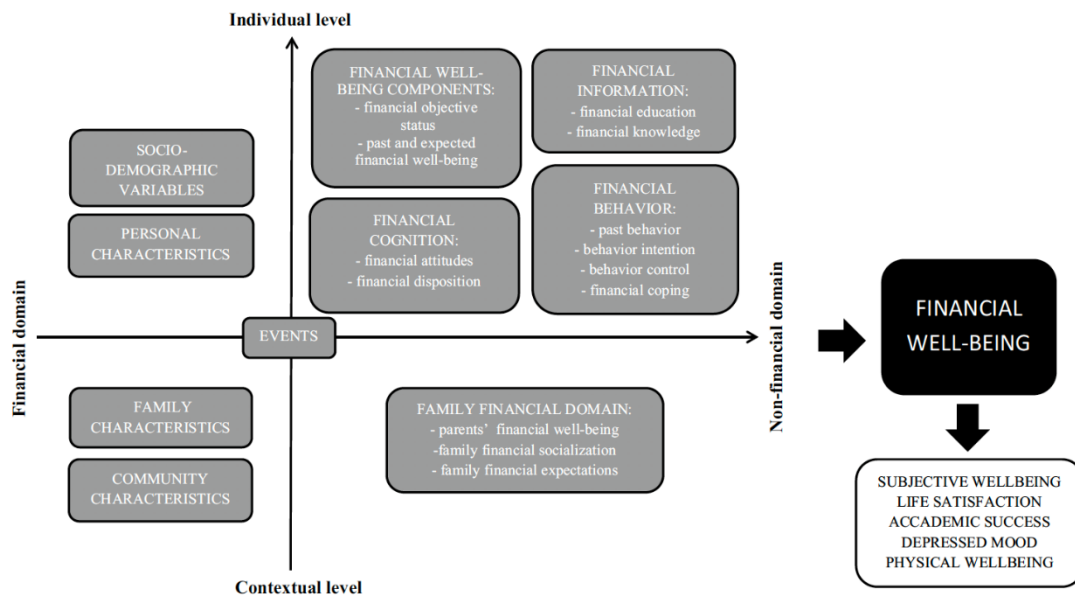 Individual level
FINANCIAL WELL-
BEING COMPONENTS:
- financial objective
status
- past and expected
financial well-being
FINANCIAL
INFORMATION:
- financial education
- financial knowledge
SOCIO-
DEMOGRAPHIC
VARIABLES
PERSONAL
CHARACTERISTICS
FINANCIAL
COGNITION:
- financial attitudes
- financial disposition
FINANCIAL
BEHAVIOR:
- past behavior
- behavior intention
- behavior control
- financial coping
Financial domain
EVENTS
Non-financial domain
FINANCIAL
WELL-BEING
FAMILY
CHARACTERISTICS
COMMUNITY
CHARACTERISTICS
FAMILY FINANCIAL DOMAIN:
- parents’ financial well-being
-family financial socialization
- family financial expectations
SUBJECTIVE WELLBEING
LIFE SATISFACTION
ACCADEMIC SUCCESS
DEPRESSED MOOD
PHYSICAL WELLBEING
Contextual level